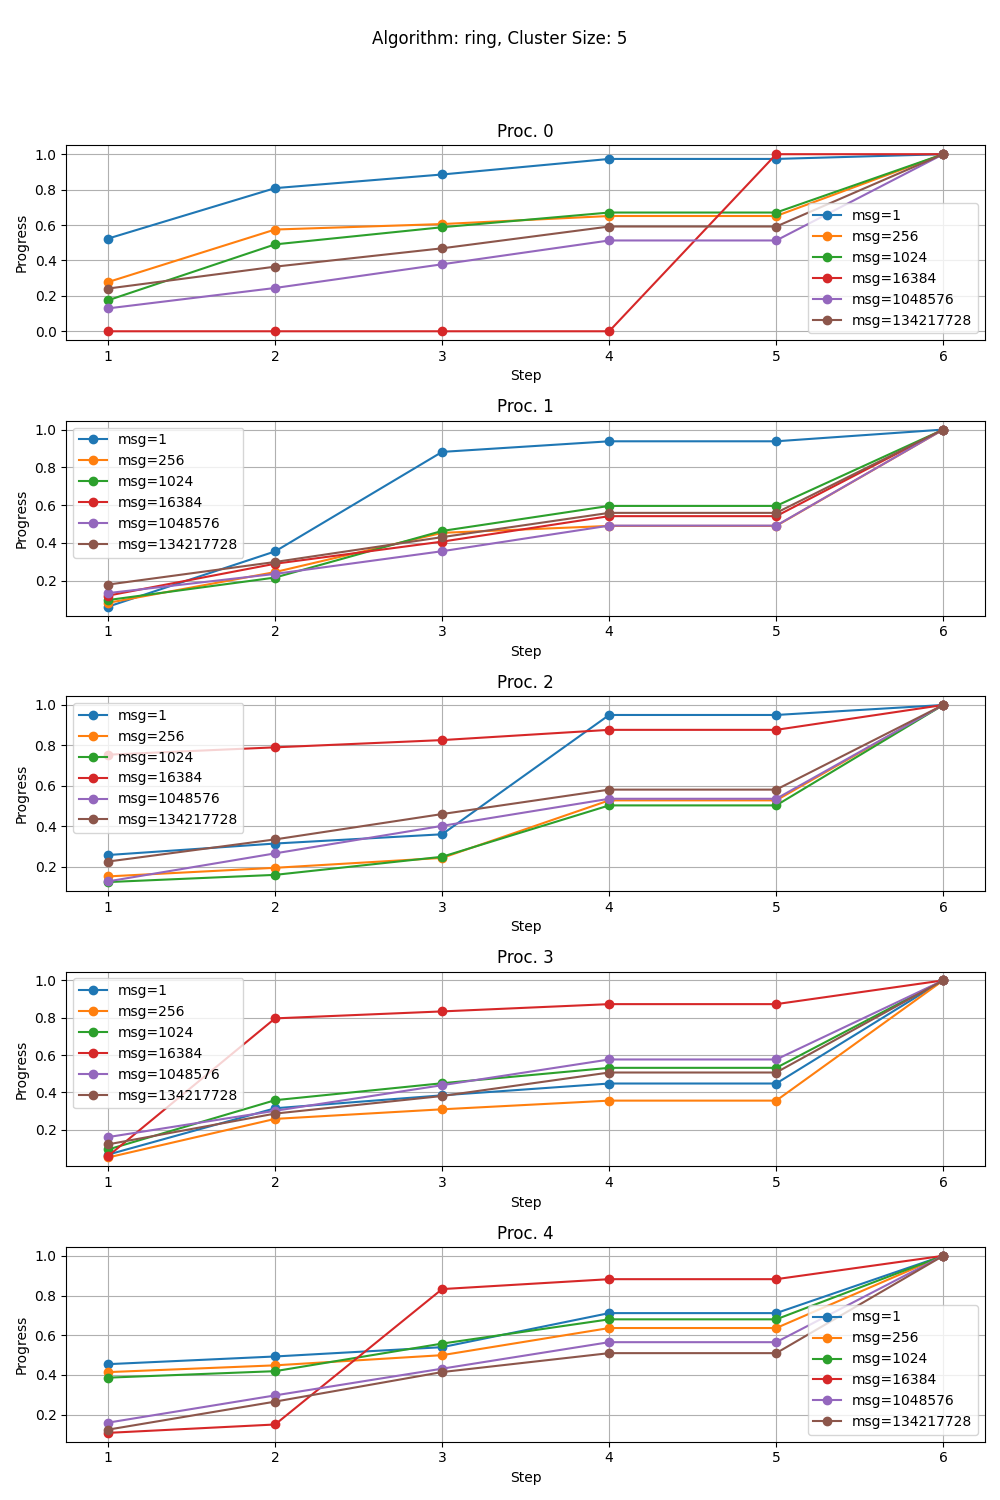 Algorithm: ring, Cluster Size: 5
Proc. 0
1.0
0.8
0.6
0.4
0.2
0.0
Progress
msg=1
msg=256
msg=1024
msg=16384
msg=1048576
msg=134217728
1 2 3 4 5 6
Step
Proc. 1
1.0
0.8
0.6
0.4
0.2
Progress
msg=1
msg=256
msg=1024
msg=16384
msg=1048576
msg=134217728
1 2 3 4 5 6
Step
Proc. 2
1.0
0.8
0.6
0.4
0.2
Progress
msg=1
msg=256
msg=1024
msg=16384
msg=1048576
msg=134217728
1 2 3 4 5 6
Step
Proc. 3
1.0
0.8
0.6
0.4
0.2
Progress
msg=1
msg=256
msg=1024
msg=16384
msg=1048576
msg=134217728
1 2 3 4 5 6
Step
Proc. 4
1.0
0.8
0.6
0.4
0.2
Progress
msg=1
msg=256
msg=1024
msg=16384
msg=1048576
msg=134217728
1 2 3 4 5 6
Step